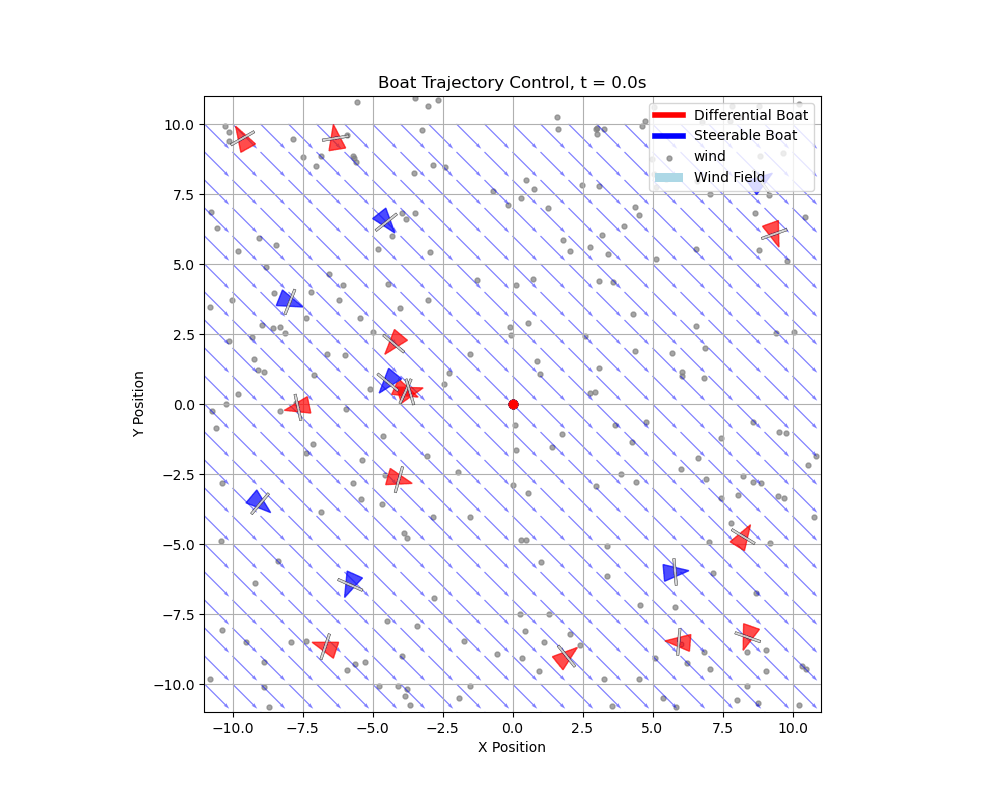 Boat Trajectory Control, t = 0.0s
Differential Boat
Steerable Boat
wind
Wind Field
10.0
7.5
5.0
2.5
0.0
−2.5
−5.0
−7.5
−10.0
Y Position
−10.0 −7.5 −5.0 −2.5 0.0 2.5 5.0 7.5 10.0
X Position